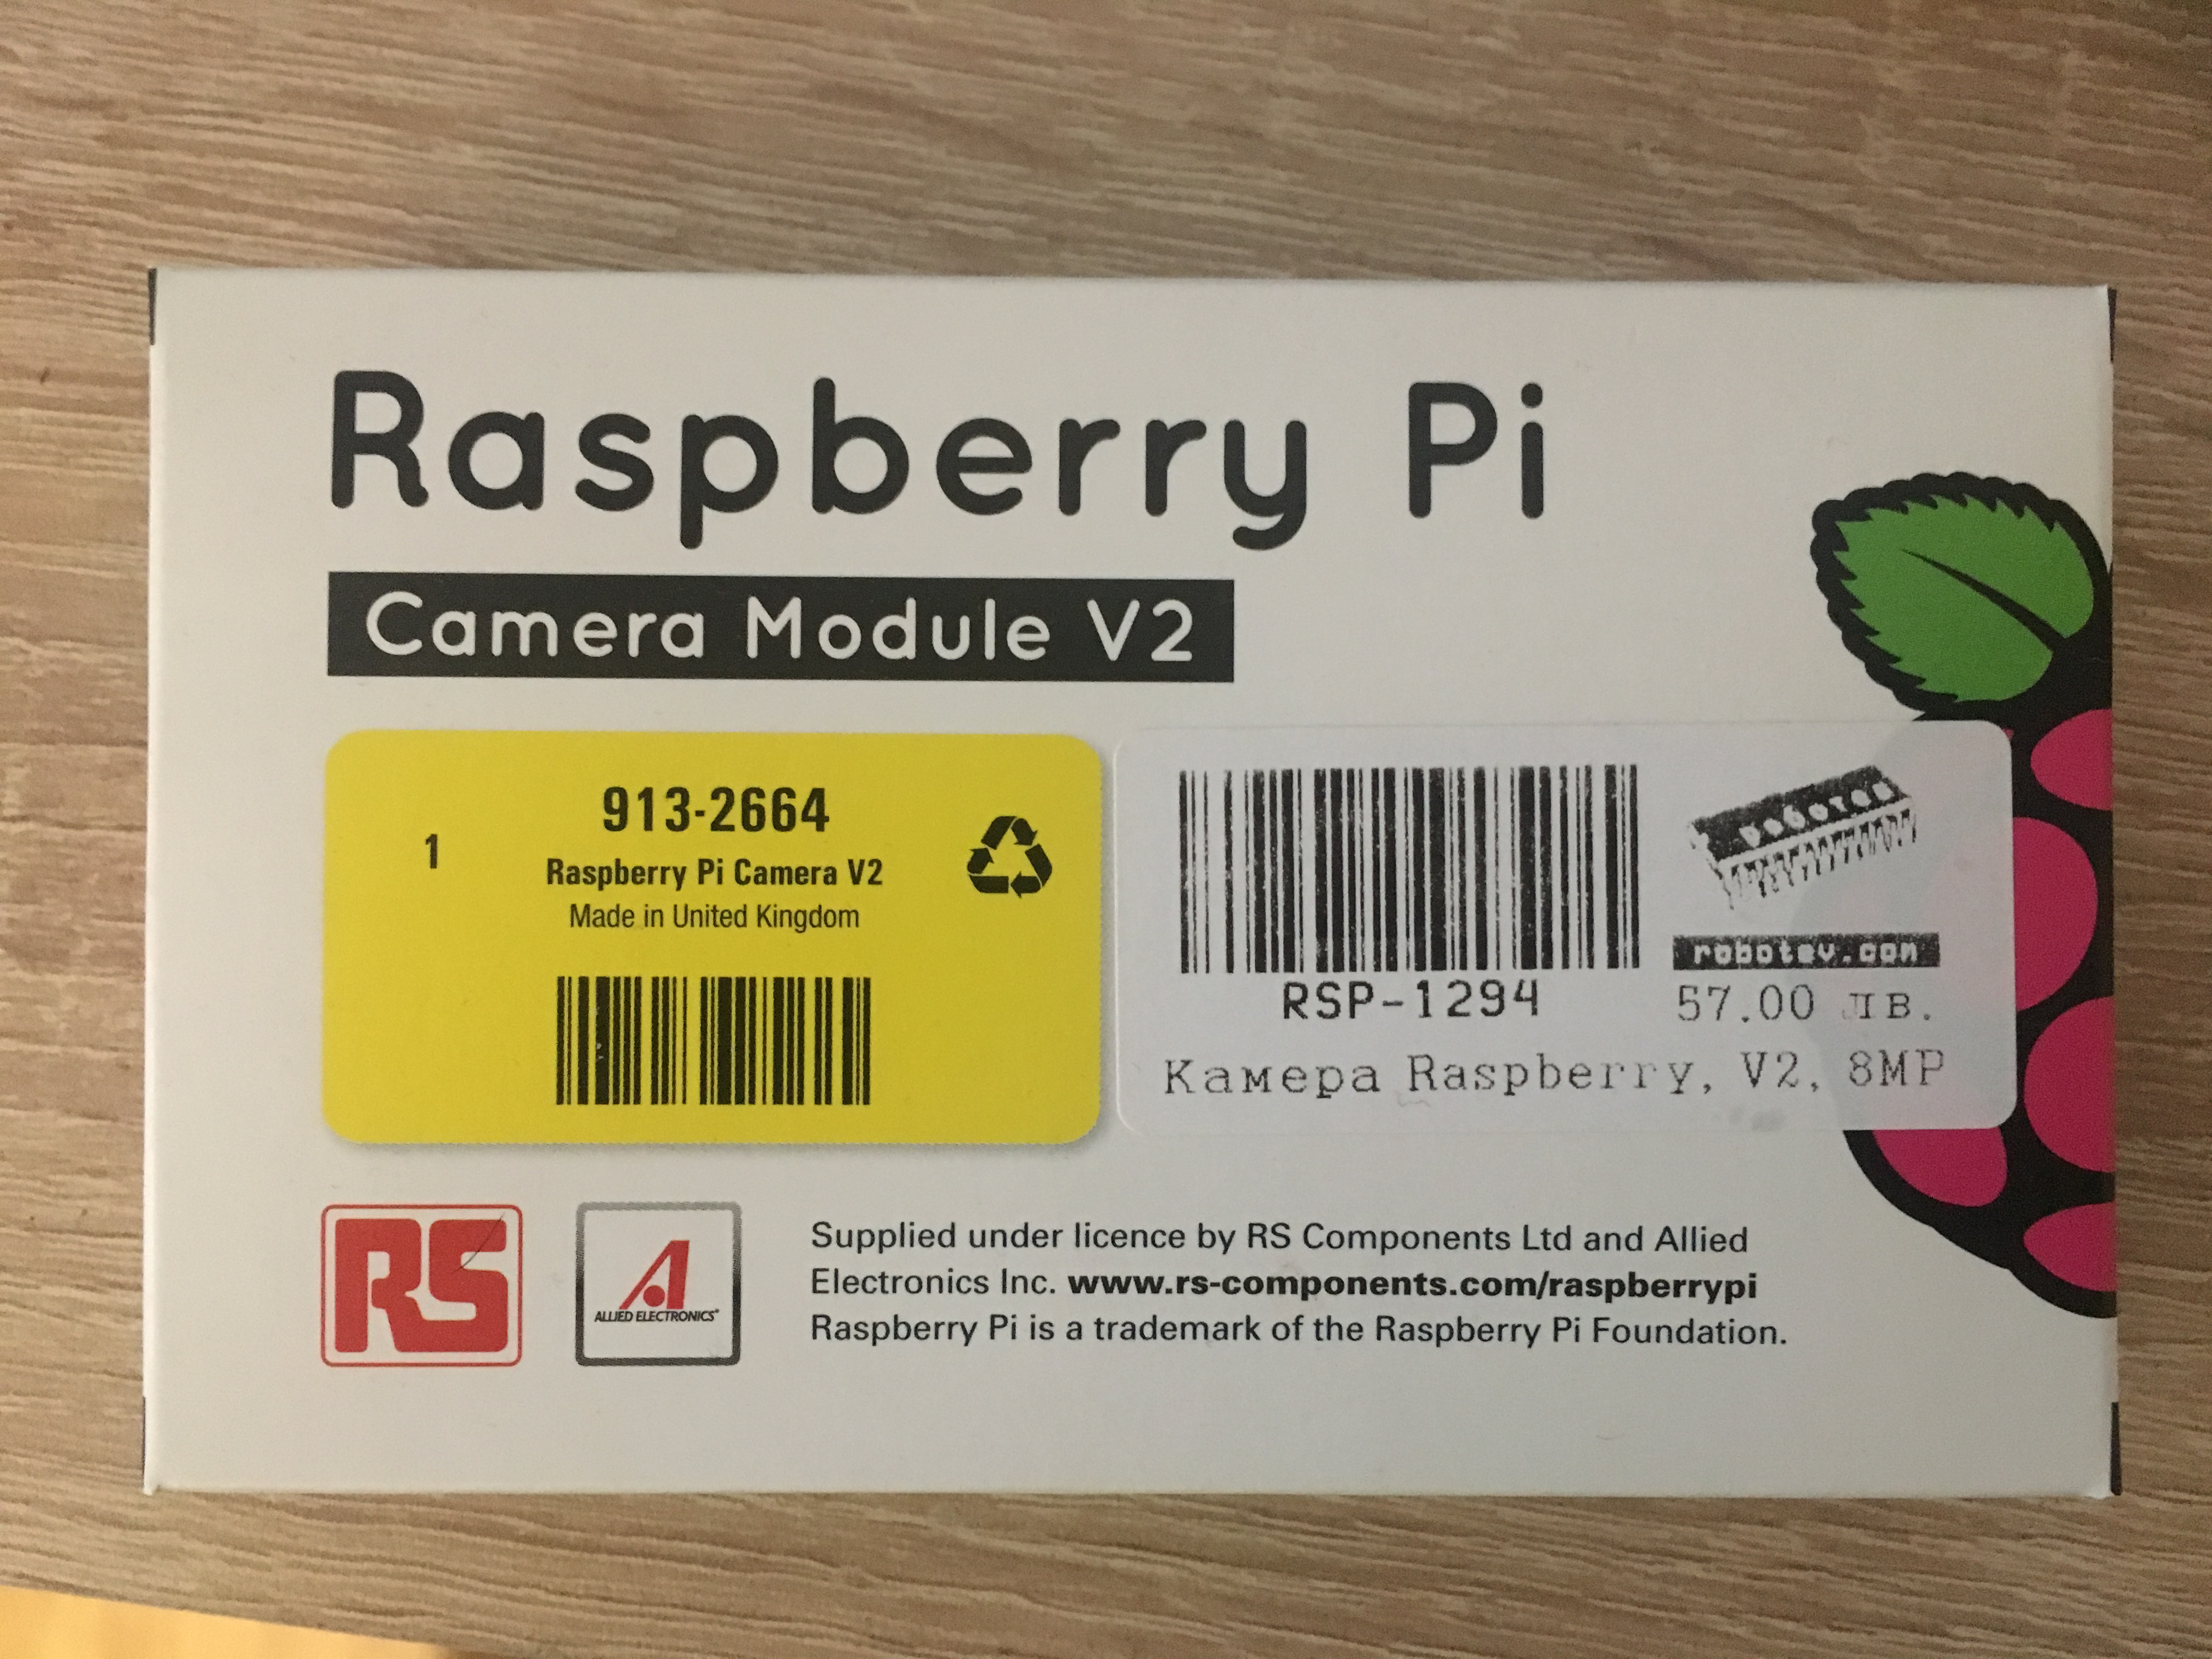 Raspberry Pi
Camera Module V2
1
913-2664
Raspberry Pi Camera V2
Made in United Kingdom
robotev
robotev.com
RSP-1294
57.00 лв.
Камера Raspberry, V2, 8MP
RS
A
ALLIED ELECTRONICS
Supplied under licence by RS Components Ltd and Allied
Electronics Inc. www.rs-components.com/raspberrypi
Raspberry Pi is a trademark of the Raspberry Pi Foundation.